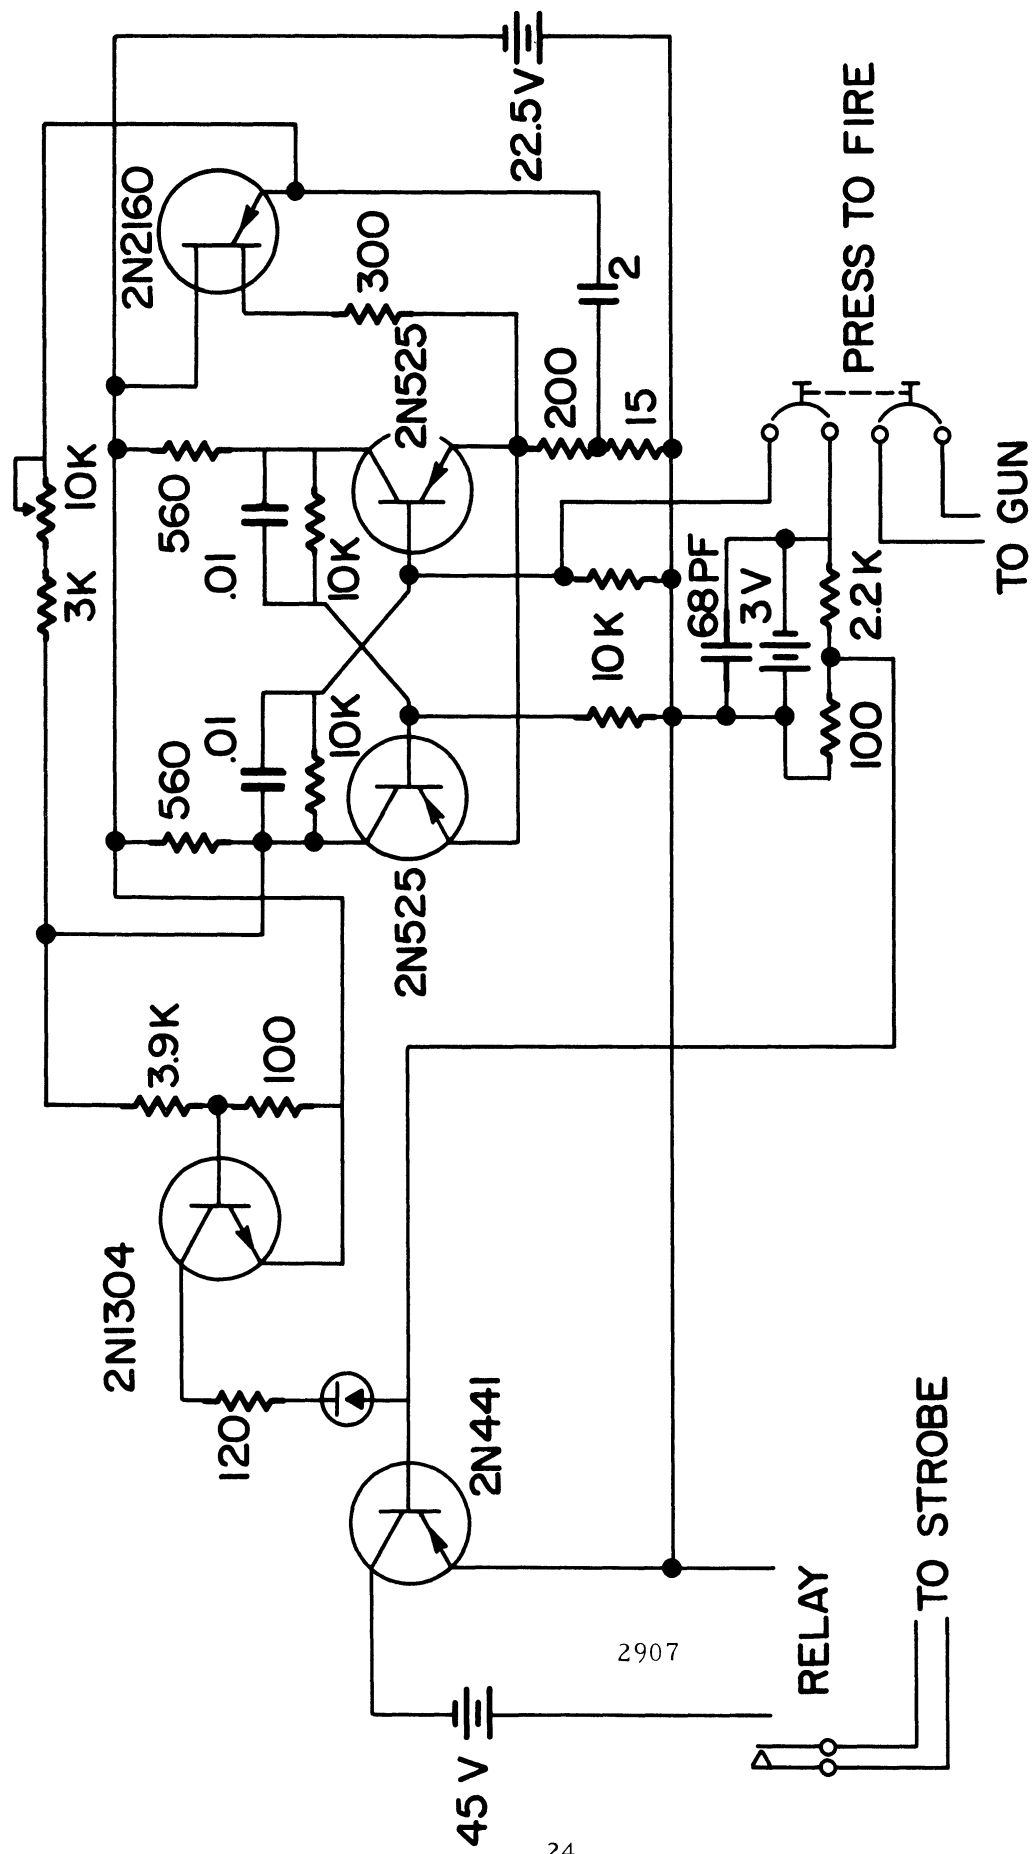 22.5 V
2N2160
300
2
10K
560
.01
10K
2N525
200
15
PRESS TO FIRE
TO GUN
3K
68PF
3V
2.2K
10K
100
560
.01
10K
2N525
3.9K
100
2N1304
120
2N441
RELAY
TO STROBE
45 V
2907
24